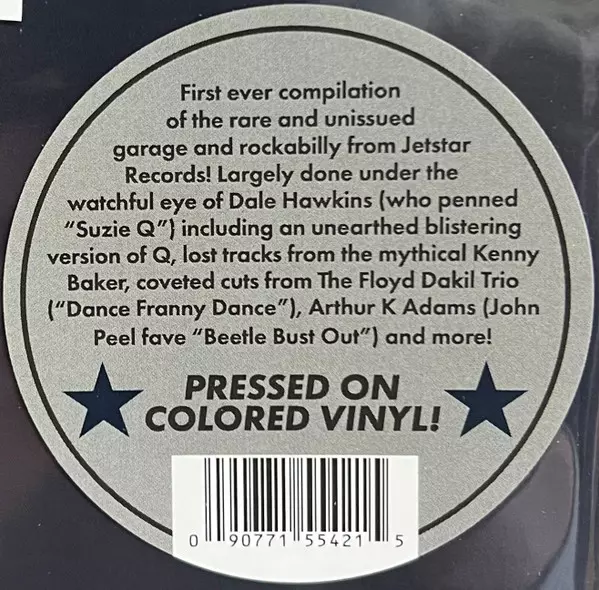 First ever compilation
of the rare and unissued
garage and rockabilly from Jetstar
Records! Largely done under the
watchful eye of Dale Hawkins (who penned
"Suzie Q") including an unearthed blistering
version of Q, lost tracks from the mythical Kenny
Baker, coveted cuts from The Floyd Dakil Trio
("Dance Franny Dance"), Arthur K Adams (John
Peel fave "Beetle Bust Out") and more!
PRESSED ON
COLORED VINYL!
0 90771 55421 5